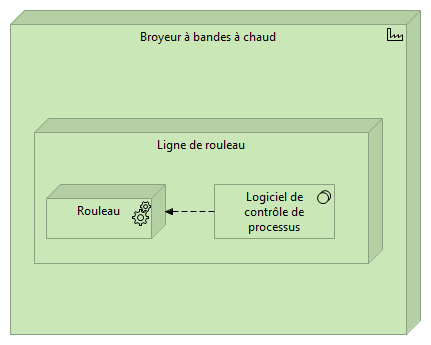 Broyeur à bandes à chaud
Ligne de rouleau
Rouleau
Logiciel de
contrôle de
processus